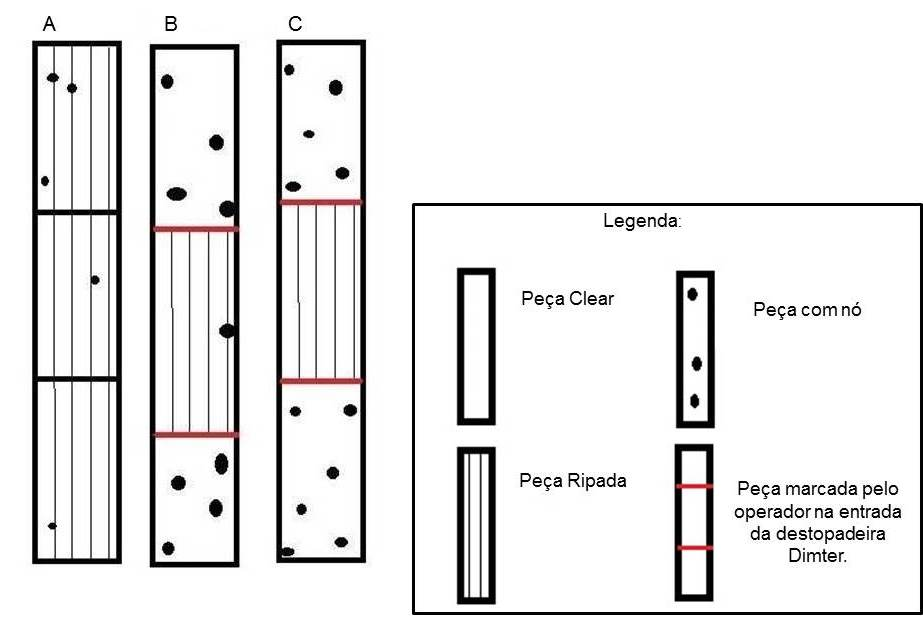 A
B
C
Legenda:
Peça Clear
Peça com nó
Peça Ripada
Peça marcada pelo
operador na entrada
da destopadeira
Dimter.